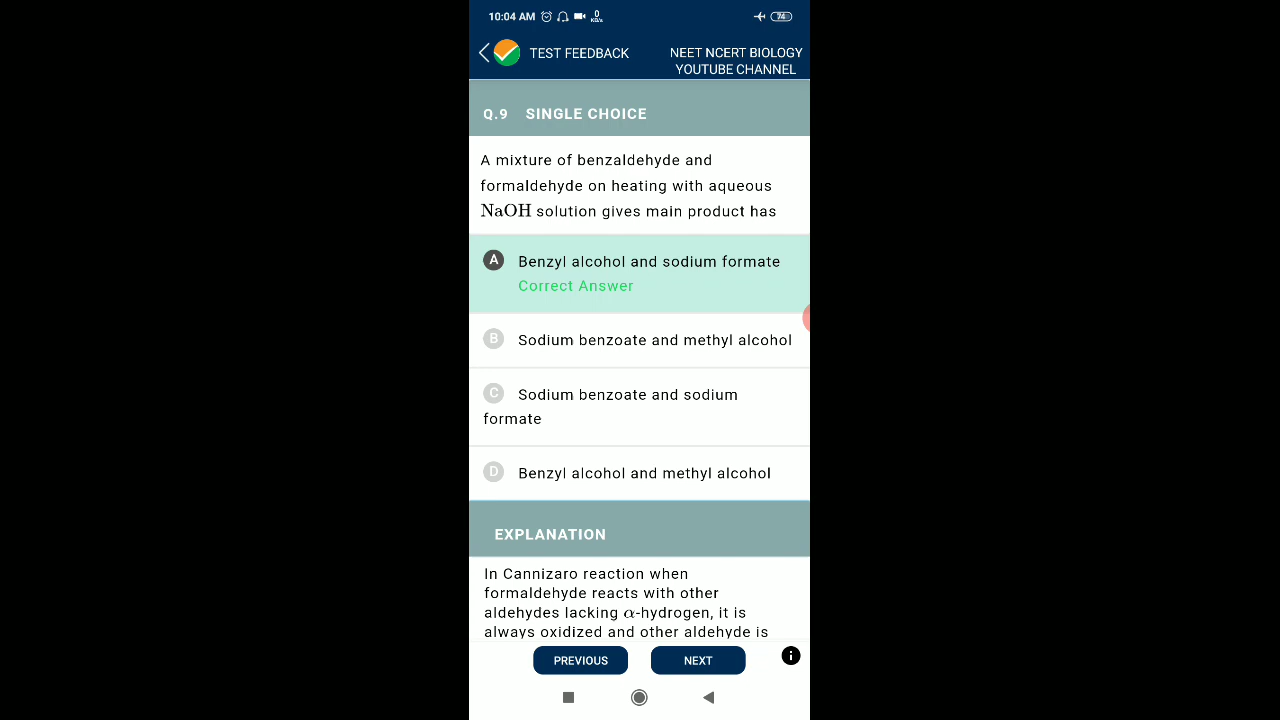 10:04 AM 0 KB/s 74
TEST FEEDBACK
NEET NCERT BIOLOGY
YOUTUBE CHANNEL
Q.9 SINGLE CHOICE
A mixture of benzaldehyde and
formaldehyde on heating with aqueous
NaOH solution gives main product has
A Benzyl alcohol and sodium formate
Correct Answer
B Sodium benzoate and methyl alcohol
C Sodium benzoate and sodium
formate
D Benzyl alcohol and methyl alcohol
EXPLANATION
In Cannizaro reaction when
formaldehyde reacts with other
aldehydes lacking α-hydrogen, it is
always oxidized and other aldehyde is
PREVIOUS NEXT